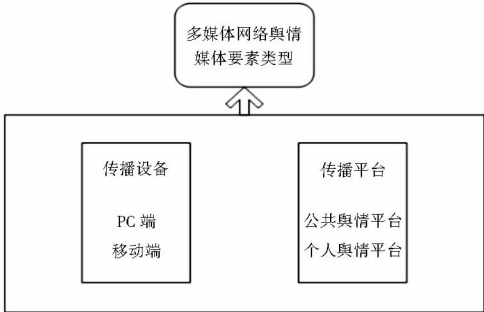 多媒体网络舆情
媒体要素类型
传播设备
PC 端
移动端
传播平台
公共舆情平台
个人舆情平台